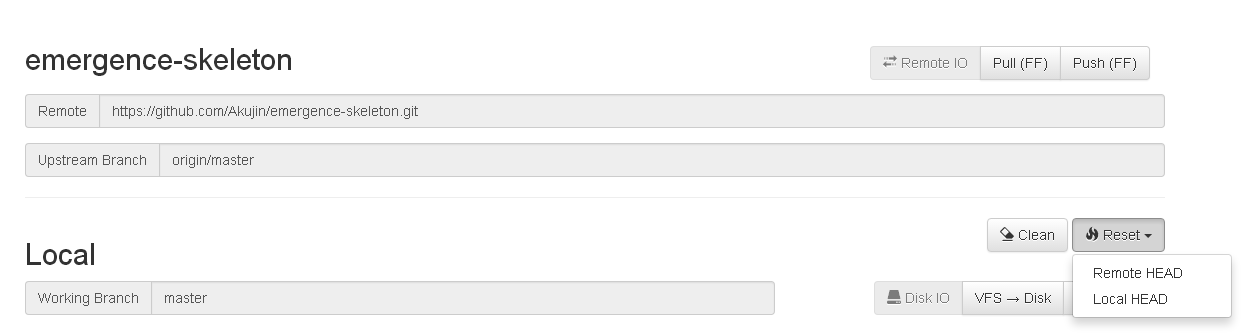 emergence-skeleton
Remote IO Pull (FF) Push (FF)
Remote https://github.com/Akujin/emergence-skeleton.git
Upstream Branch origin/master
Clean Reset
Local
Remote HEAD
Working Branch master Disk IO VFS → Disk
Local HEAD